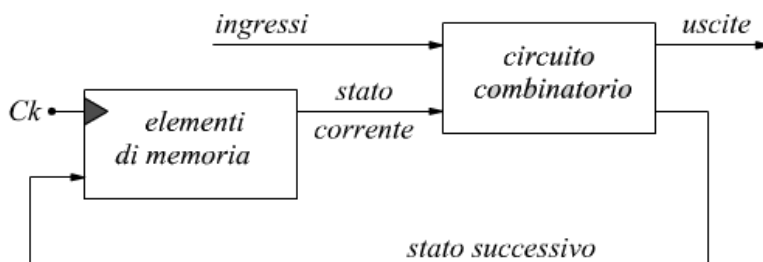 ingressi
uscite
circuito
combinatorio
Ck
elementi
di memoria
stato
corrente
stato successivo